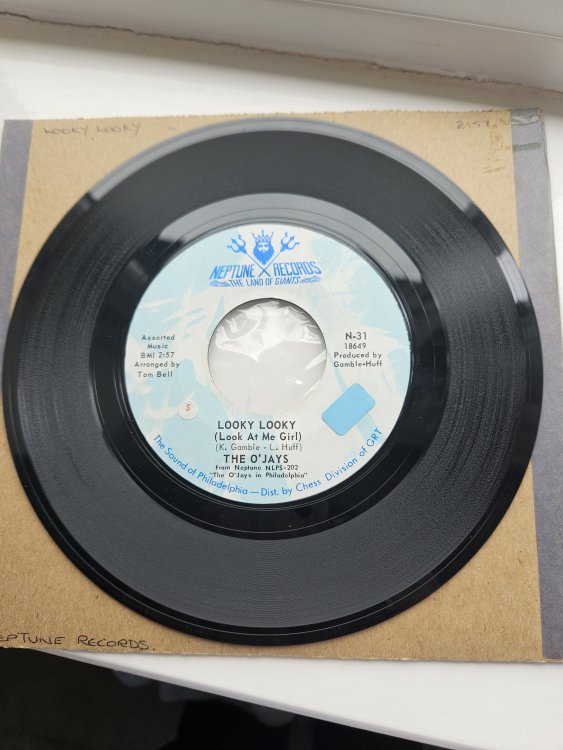 LOOKY LOOKY
2:57
NEPTUNE RECORDS
THE LAND OF GIANTS
Assorted
Music
BMI 2:57
Arranged by
Tom Bell
N-31
18649
Produced by
Gamble-Huff
S
LOOKY LOOKY
(Look At Me Girl)
(K. Gamble - L. Huff)
THE O'JAYS
From Neptune NLPS-202
"The O'Jays in Philadelphia"
The Sound of Philadelphia — Dist. by Chess Division of GRT
EPTUNE RECORDS.